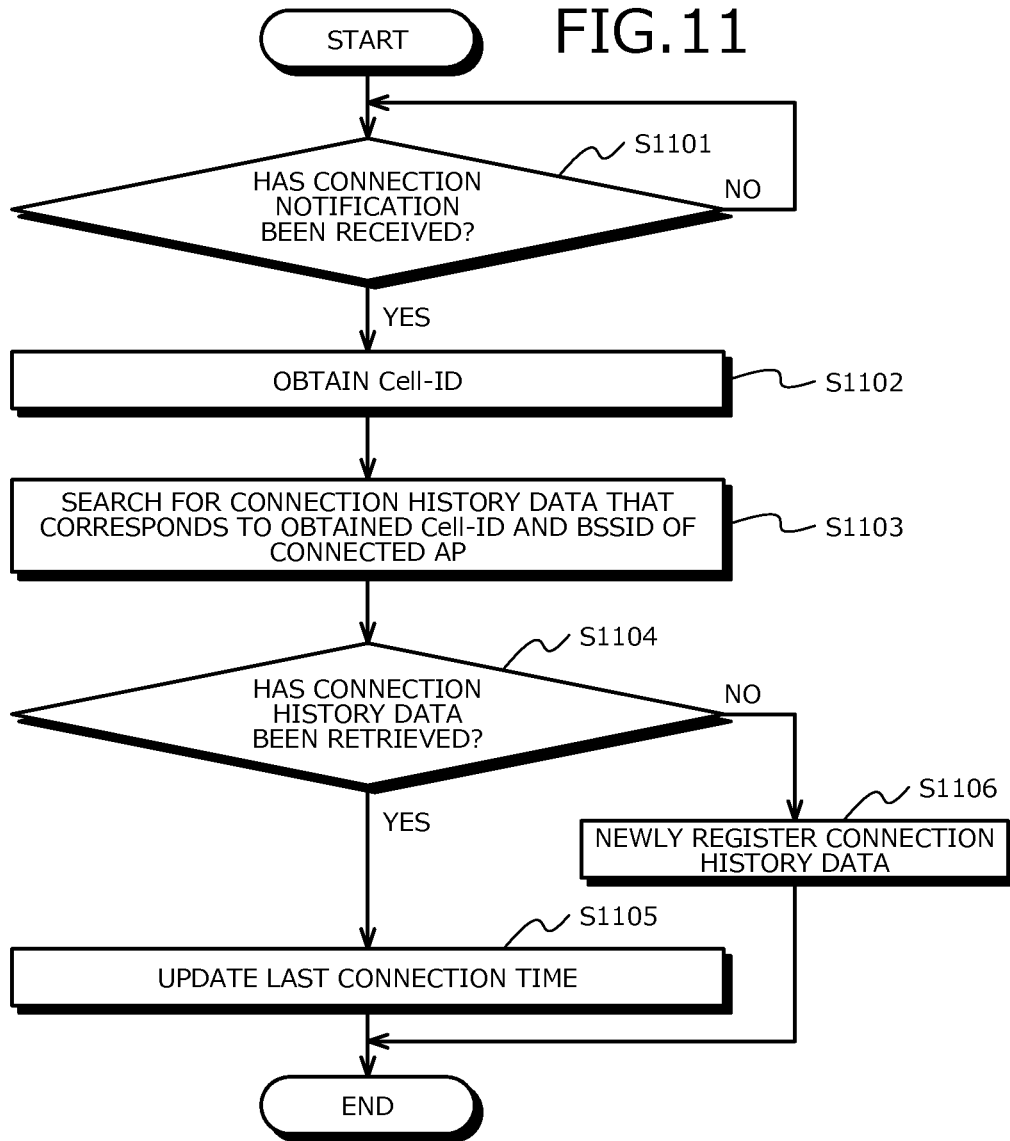 FIG.11
START
S1101
HAS CONNECTION
NOTIFICATION
BEEN RECEIVED?
NO
YES
OBTAIN Cell-ID
S1102
SEARCH FOR CONNECTION HISTORY DATA THAT
CORRESPONDS TO OBTAINED Cell-ID AND BSSID OF
CONNECTED AP
S1103
S1104
HAS CONNECTION
HISTORY DATA
BEEN RETRIEVED?
NO
YES
S1106
NEWLY REGISTER CONNECTION
HISTORY DATA
S1105
UPDATE LAST CONNECTION TIME
END